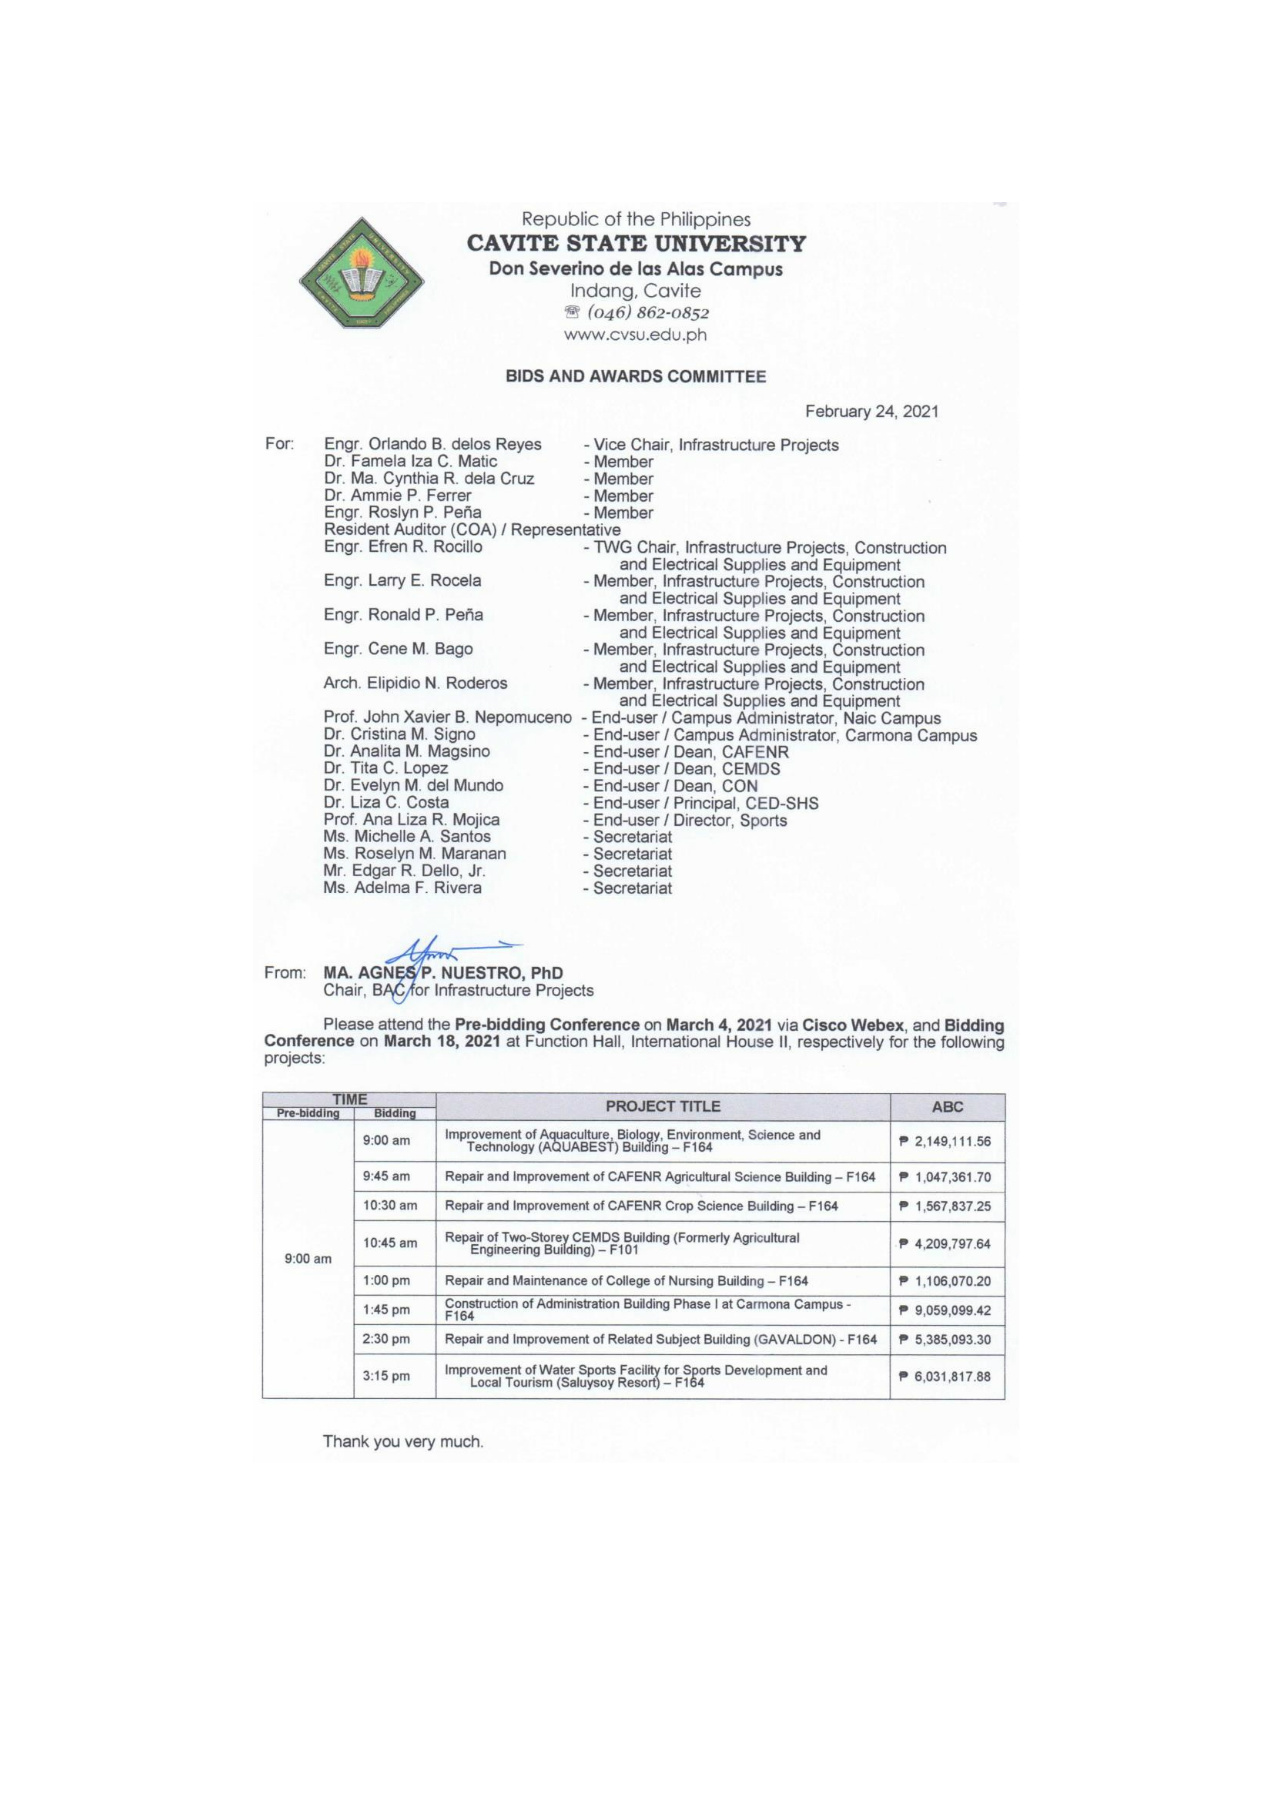 Republic of the Philippines
CAVITE STATE UNIVERSITY
Don Severino de las Alas Campus
Indang, Cavite
☏ (046) 862-0852
www.cvsu.edu.ph
BIDS AND AWARDS COMMITTEE
February 24, 2021
For: Engr. Orlando B. delos Reyes - Vice Chair, Infrastructure Projects
Dr. Famela Iza C. Matic - Member
Dr. Ma. Cynthia R. dela Cruz - Member
Dr. Ammie P. Ferrer - Member
Engr. Roslyn P. Peña - Member
Resident Auditor (COA) / Representative
Engr. Efren R. Rocillo - TWG Chair, Infrastructure Projects, Construction
and Electrical Supplies and Equipment
Engr. Larry E. Rocela - Member, Infrastructure Projects, Construction
and Electrical Supplies and Equipment
Engr. Ronald P. Peña - Member, Infrastructure Projects, Construction
and Electrical Supplies and Equipment
Engr. Cene M. Bago - Member, Infrastructure Projects, Construction
and Electrical Supplies and Equipment
Arch. Elipidio N. Roderos - Member, Infrastructure Projects, Construction
and Electrical Supplies and Equipment
Prof. John Xavier B. Nepomuceno - End-user / Campus Administrator, Naic Campus
Dr. Cristina M. Signo - End-user / Campus Administrator, Carmona Campus
Dr. Analita M. Magsino - End-user / Dean, CAFENR
Dr. Tita C. Lopez - End-user / Dean, CEMDS
Dr. Evelyn M. del Mundo - End-user / Dean, CON
Dr. Liza C. Costa - End-user / Principal, CED-SHS
Prof. Ana Liza R. Mojica - End-user / Director, Sports
Ms. Michelle A. Santos - Secretariat
Ms. Roselyn M. Maranan - Secretariat
Mr. Edgar R. Dello, Jr. - Secretariat
Ms. Adelma F. Rivera - Secretariat
From: MA. AGNES P. NUESTRO, PhD
Chair, BAC for Infrastructure Projects
Please attend the Pre-bidding Conference on March 4, 2021 via Cisco Webex, and Bidding
Conference on March 18, 2021 at Function Hall, International House II, respectively for the following
projects:
TIME PROJECT TITLE ABC
Pre-bidding Bidding
9:00 am
9:00 am Improvement of Aquaculture, Biology, Environment, Science and
Technology (AQUABEST) Building – F164 ₱ 2,149,111.56
9:45 am Repair and Improvement of CAFENR Agricultural Science Building – F164 ₱ 1,047,361.70
10:30 am Repair and Improvement of CAFENR Crop Science Building – F164 ₱ 1,567,837.25
10:45 am Repair of Two-Storey CEMDS Building (Formerly Agricultural
Engineering Building) – F101 ₱ 4,209,797.64
1:00 pm Repair and Maintenance of College of Nursing Building – F164 ₱ 1,106,070.20
1:45 pm Construction of Administration Building Phase I at Carmona Campus -
F164 ₱ 9,059,099.42
2:30 pm Repair and Improvement of Related Subject Building (GAVALDON) - F164 ₱ 5,385,093.30
3:15 pm Improvement of Water Sports Facility for Sports Development and
Local Tourism (Saluysoy Resort) – F164 ₱ 6,031,817.88
Thank you very much.